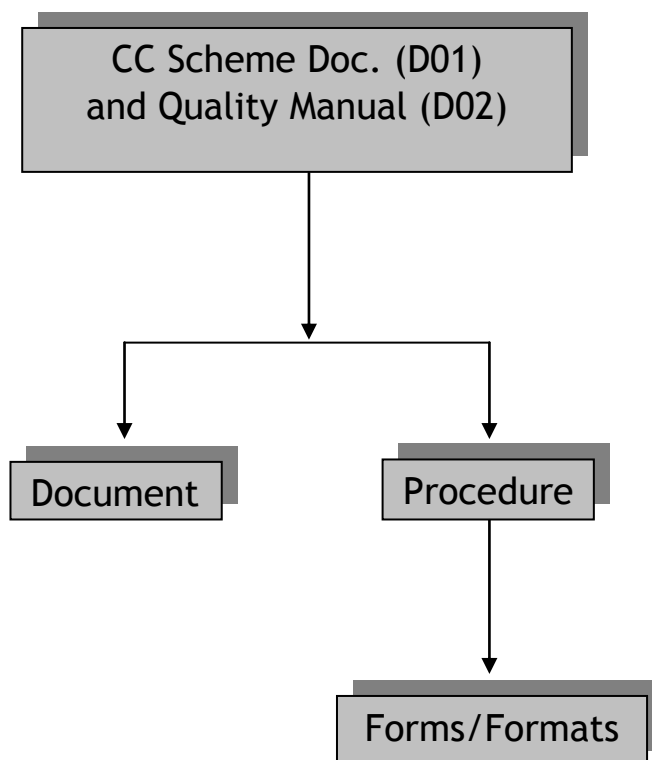 CC Scheme Doc. (D01)
and Quality Manual (D02)
Document
Procedure
Forms/Formats